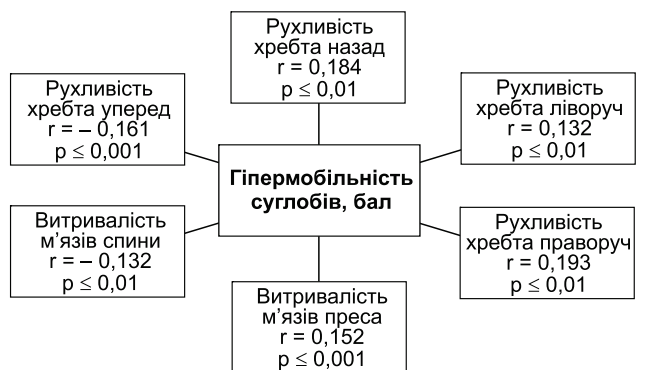 Рухливість
хребта назад
r = 0,184
p ≤ 0,01
Рухливість
хребта уперед
r = – 0,161
p ≤ 0,001
Рухливість
хребта ліворуч
r = 0,132
p ≤ 0,01
Гіпермобільність
суглобів, бал
Витривалість
м’язів спини
r = – 0,132
p ≤ 0,01
Рухливість
хребта праворуч
r = 0,193
p ≤ 0,01
Витривалість
м’язів преса
r = 0,152
p ≤ 0,001